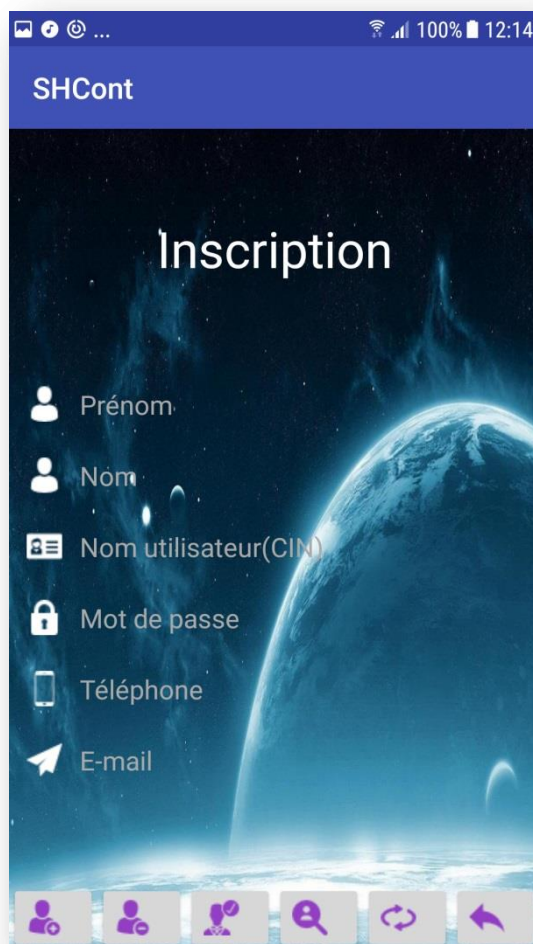 ... 100% 12:14
SHCont
Inscription
Prénom
Nom
Nom utilisateur(CIN)
Mot de passe
Téléphone
E-mail